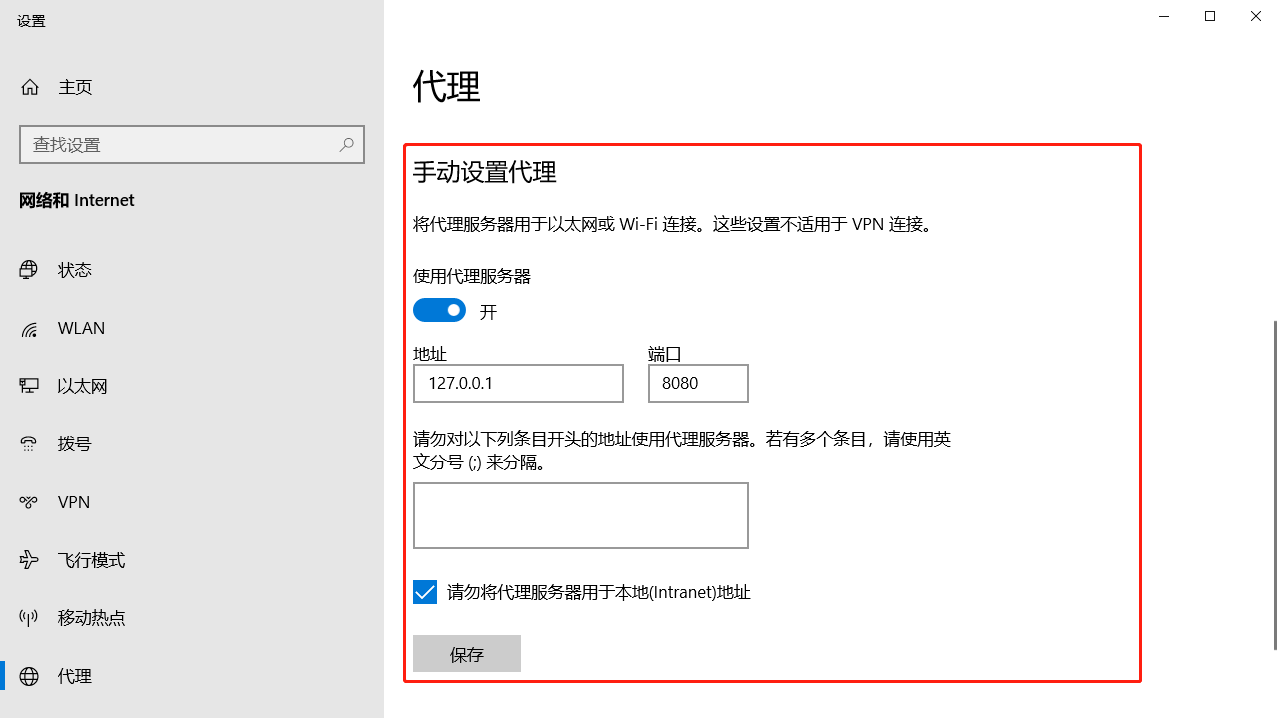 设置
主页
查找设置
网络和 Internet
状态
WLAN
以太网
拨号
VPN
飞行模式
移动热点
代理
代理
手动设置代理
将代理服务器用于以太网或 Wi-Fi 连接。这些设置不适用于 VPN 连接。
使用代理服务器
开
地址 端口
127.0.0.1 8080
请勿对以下列条目开头的地址使用代理服务器。若有多个条目，请使用英
文分号 (;) 来分隔。
请勿将代理服务器用于本地(Intranet)地址
保存